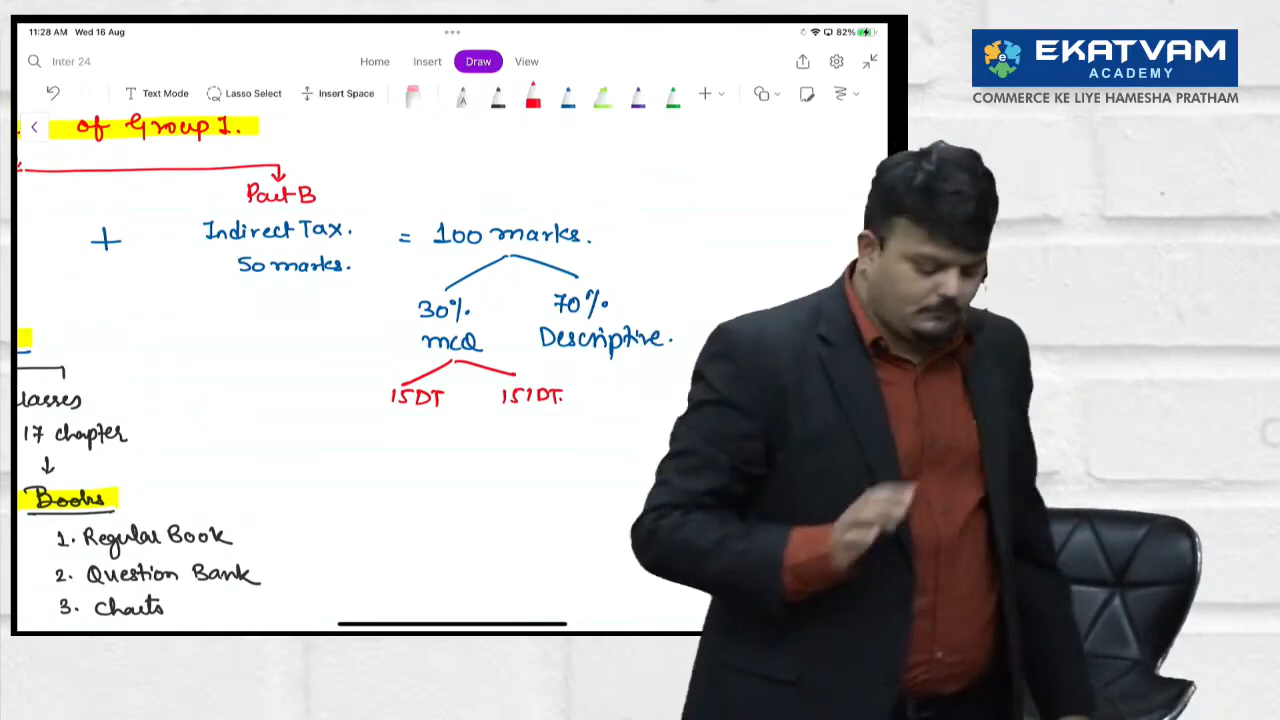 11:28 AM Wed 16 Aug
82%
Inter 24
Home Insert Draw View
Text Mode Lasso Select Insert Space
of Group I.
Part B
+ Indirect Tax. = 100 marks.
50 marks.
30% 70%
MCQ Descriptive.
15 DT 15 IDT.
lasses
17 chapter
Books
1. Regular Book
2. Question Bank
3. Charts
EKATVAM
ACADEMY
COMMERCE KE LIYE HAMESHA PRATHAM